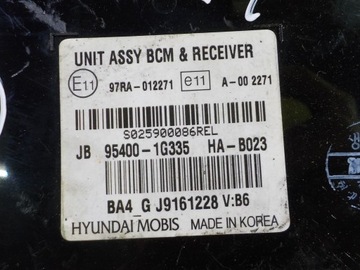 UNIT ASSY BCM & RECEIVER
E11 97RA-012271 e11 A-00 2271
S025900086REL
JB 95400-1G335 HA-B023
BA4_G J9161228 V:B6
HYUNDAI MOBIS MADE IN KOREA